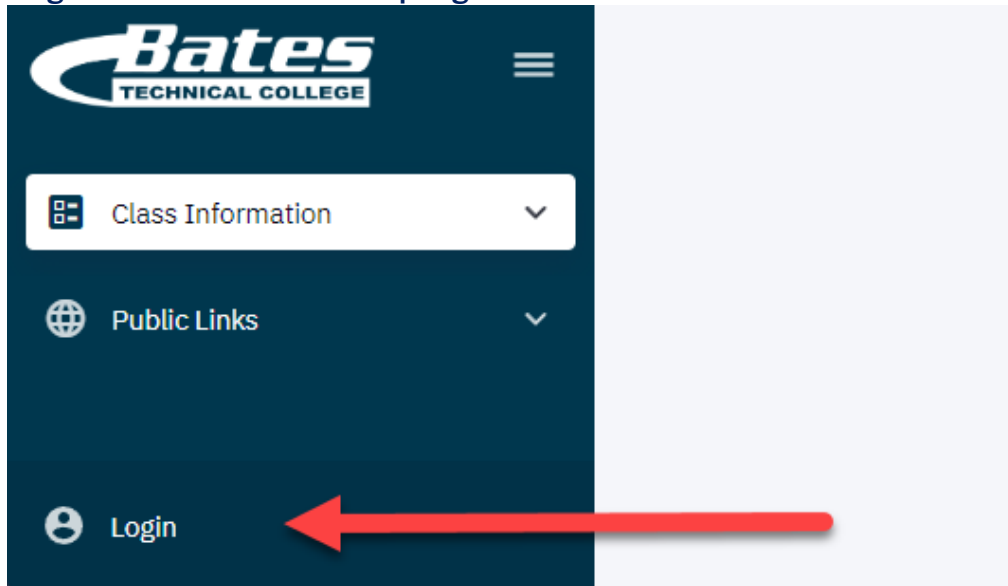 Bates
TECHNICAL COLLEGE
Class Information
Public Links
Login